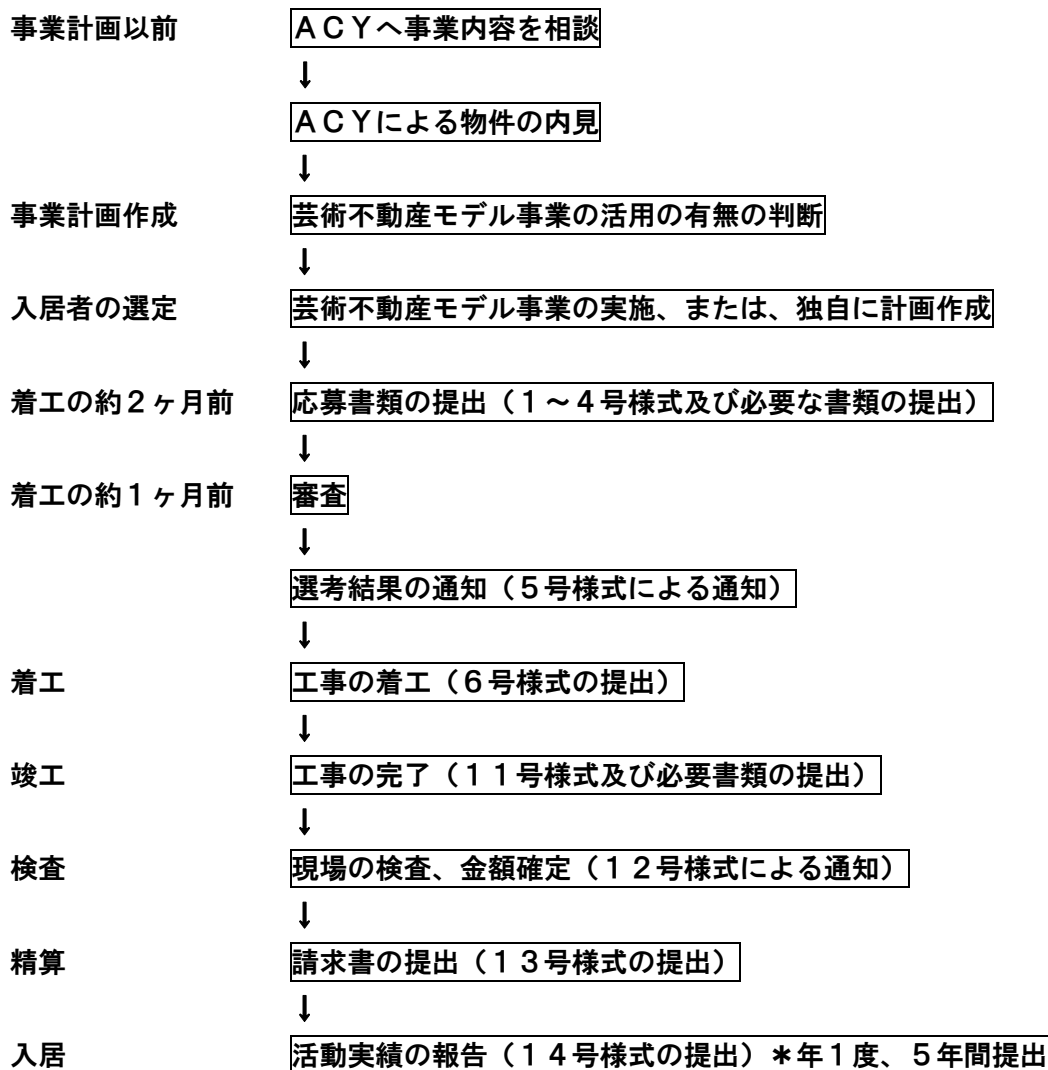 事業計画以前 ＡＣＹへ事業内容を相談
↓
ＡＣＹによる物件の内見
↓
事業計画作成 芸術不動産モデル事業の活用の有無の判断
↓
入居者の選定 芸術不動産モデル事業の実施、または、独自に計画作成
↓
着工の約２ヶ月前 応募書類の提出（１～４号様式及び必要な書類の提出）
↓
着工の約１ヶ月前 審査
↓
選考結果の通知（５号様式による通知）
↓
着工 工事の着工（６号様式の提出）
↓
竣工 工事の完了（１１号様式及び必要書類の提出）
↓
検査 現場の検査、金額確定（１２号様式による通知）
↓
精算 請求書の提出（１３号様式の提出）
↓
入居 活動実績の報告（１４号様式の提出）＊年１度、５年間提出